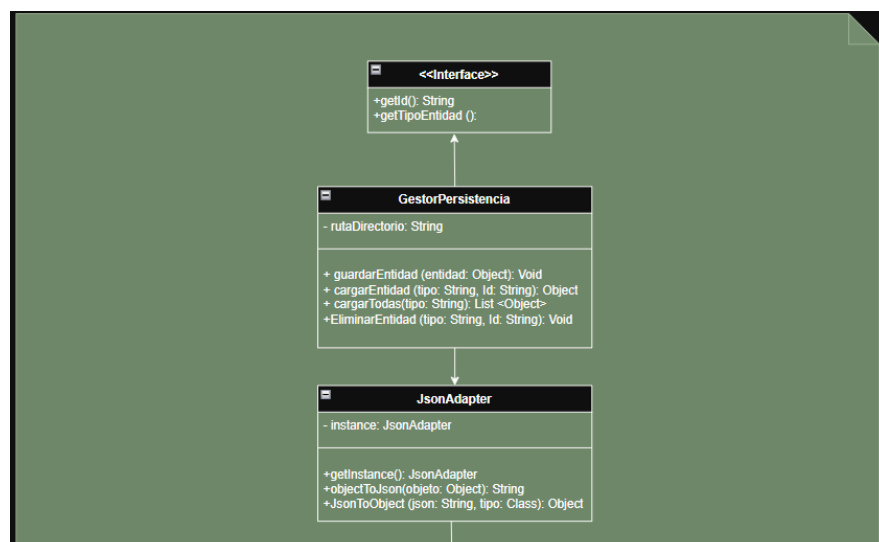 <<Interface>>
+getId(): String
+getTipoEntidad ():
GestorPersistencia
- rutaDirectorio: String
+ guardarEntidad (entidad: Object): Void
+ cargarEntidad (tipo: String, Id: String): Object
+ cargarTodas(tipo: String): List <Object>
+EliminarEntidad (tipo: String, Id: String): Void
JsonAdapter
- instance: JsonAdapter
+getInstance(): JsonAdapter
+objectToJson(objeto: Object): String
+JsonToObject (json: String, tipo: Class): Object